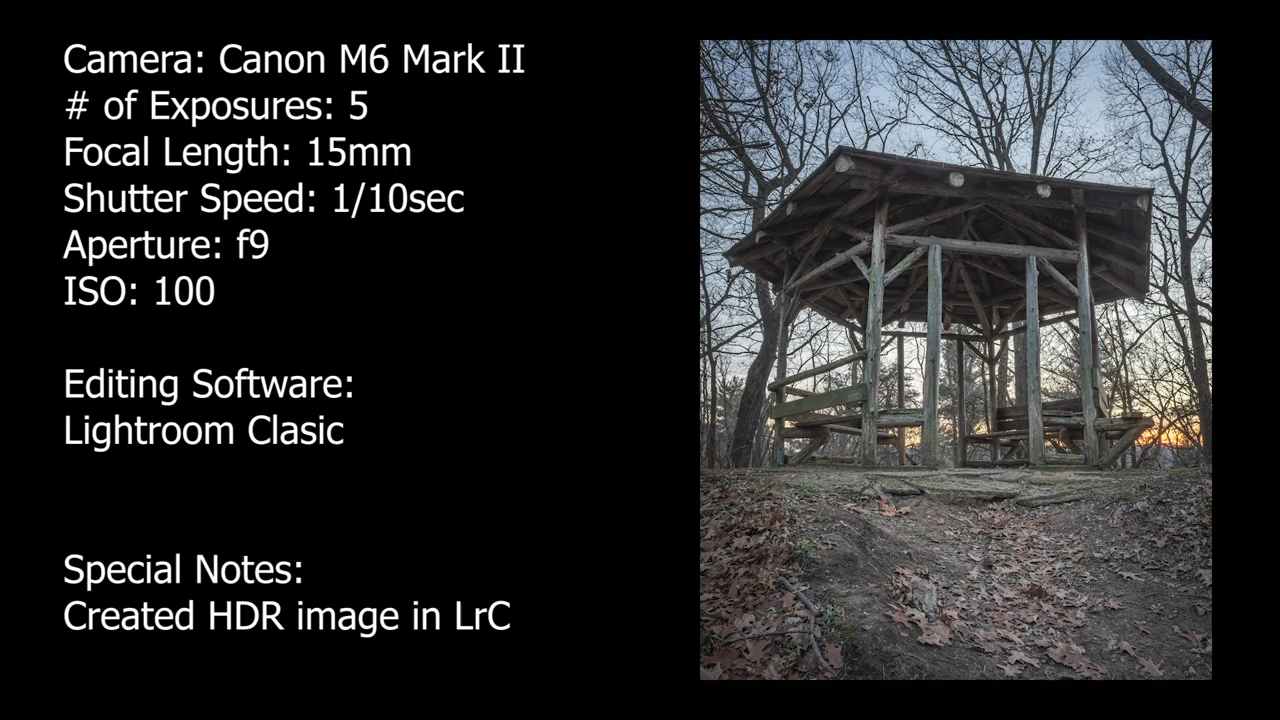 Camera: Canon M6 Mark II
# of Exposures: 5
Focal Length: 15mm
Shutter Speed: 1/10sec
Aperture: f9
ISO: 100
Editing Software:
Lightroom Clasic
Special Notes:
Created HDR image in LrC